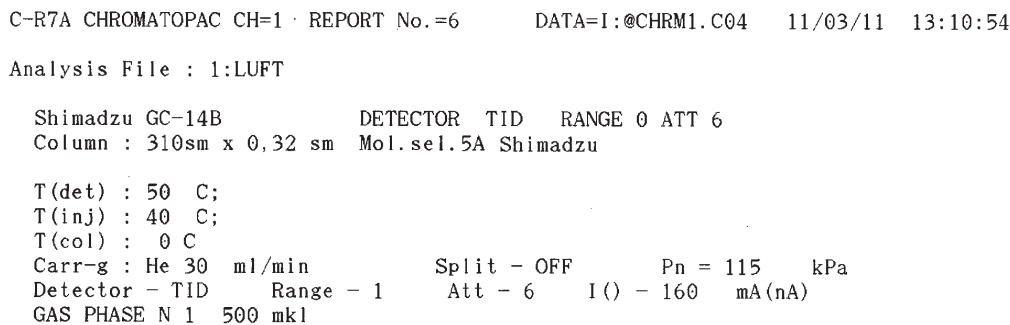 C-R7A CHROMATOPAC CH=1 REPORT No.=6 DATA=I:@CHRM1.C04 11/03/11 13:10:54
Analysis File : 1:LUFT
Shimadzu GC-14B DETECTOR TID RANGE 0 ATT 6
Column : 310sm x 0,32 sm Mol.sel.5A Shimadzu
T(det) : 50 C;
T(inj) : 40 C;
T(col) : 0 C
Carr-g : He 30 ml/min Split - OFF Pn = 115 kPa
Detector - TID Range - 1 Att - 6 I() - 160 mA(nA)
GAS PHASE N 1 500 mkl